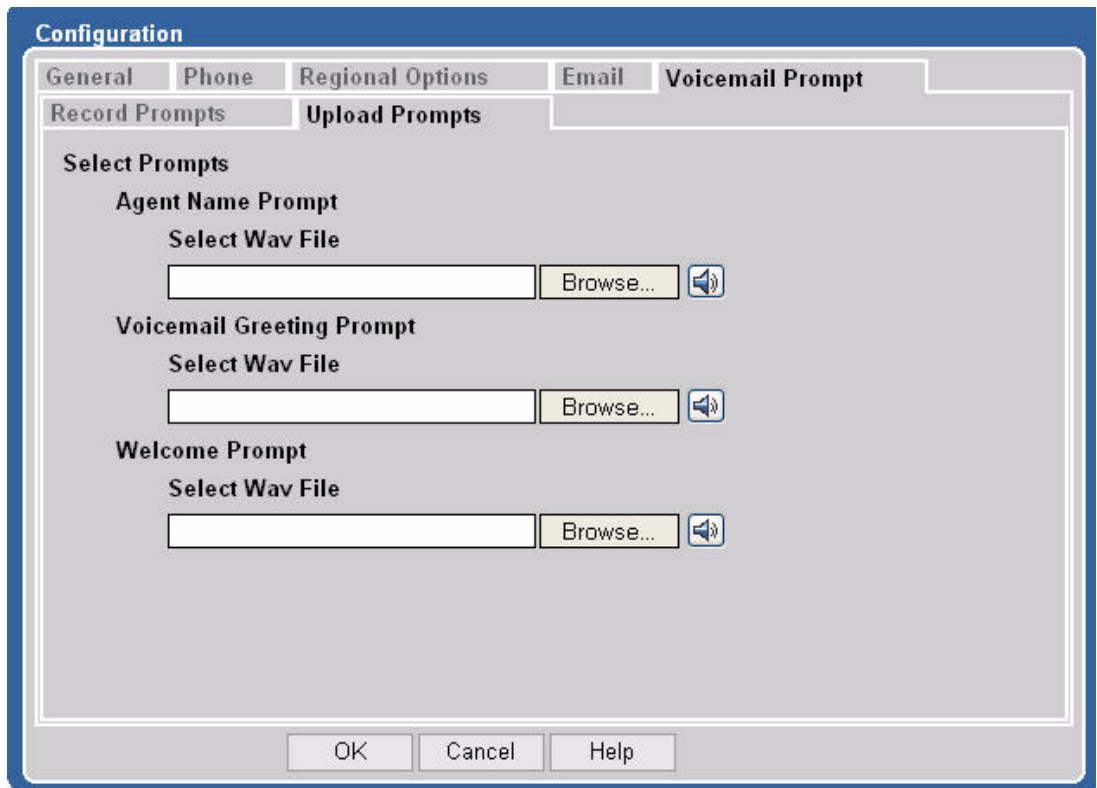 Configuration
General Phone Regional Options Email Voicemail Prompt
Record Prompts Upload Prompts
Select Prompts
Agent Name Prompt
Select Wav File
Browse...
Voicemail Greeting Prompt
Select Wav File
Browse...
Welcome Prompt
Select Wav File
Browse...
OK Cancel Help